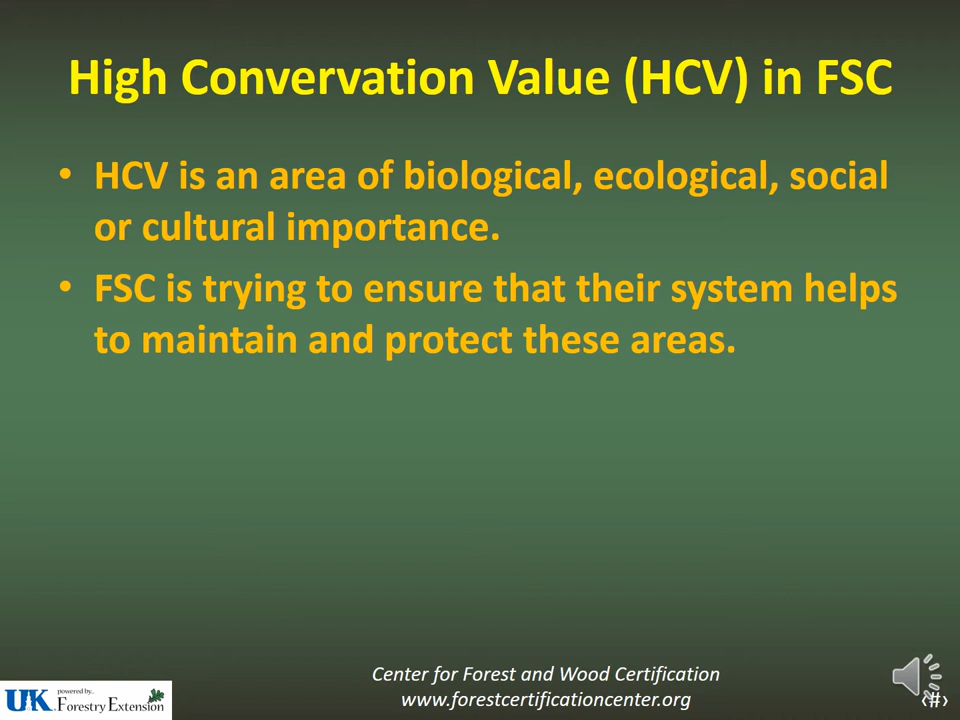 High Convervation Value (HCV) in FSC
• HCV is an area of biological, ecological, social
or cultural importance.
• FSC is trying to ensure that their system helps
to maintain and protect these areas.
Center for Forest and Wood Certification
www.forestcertificationcenter.org
UK powered by... Forestry Extension
‹#›